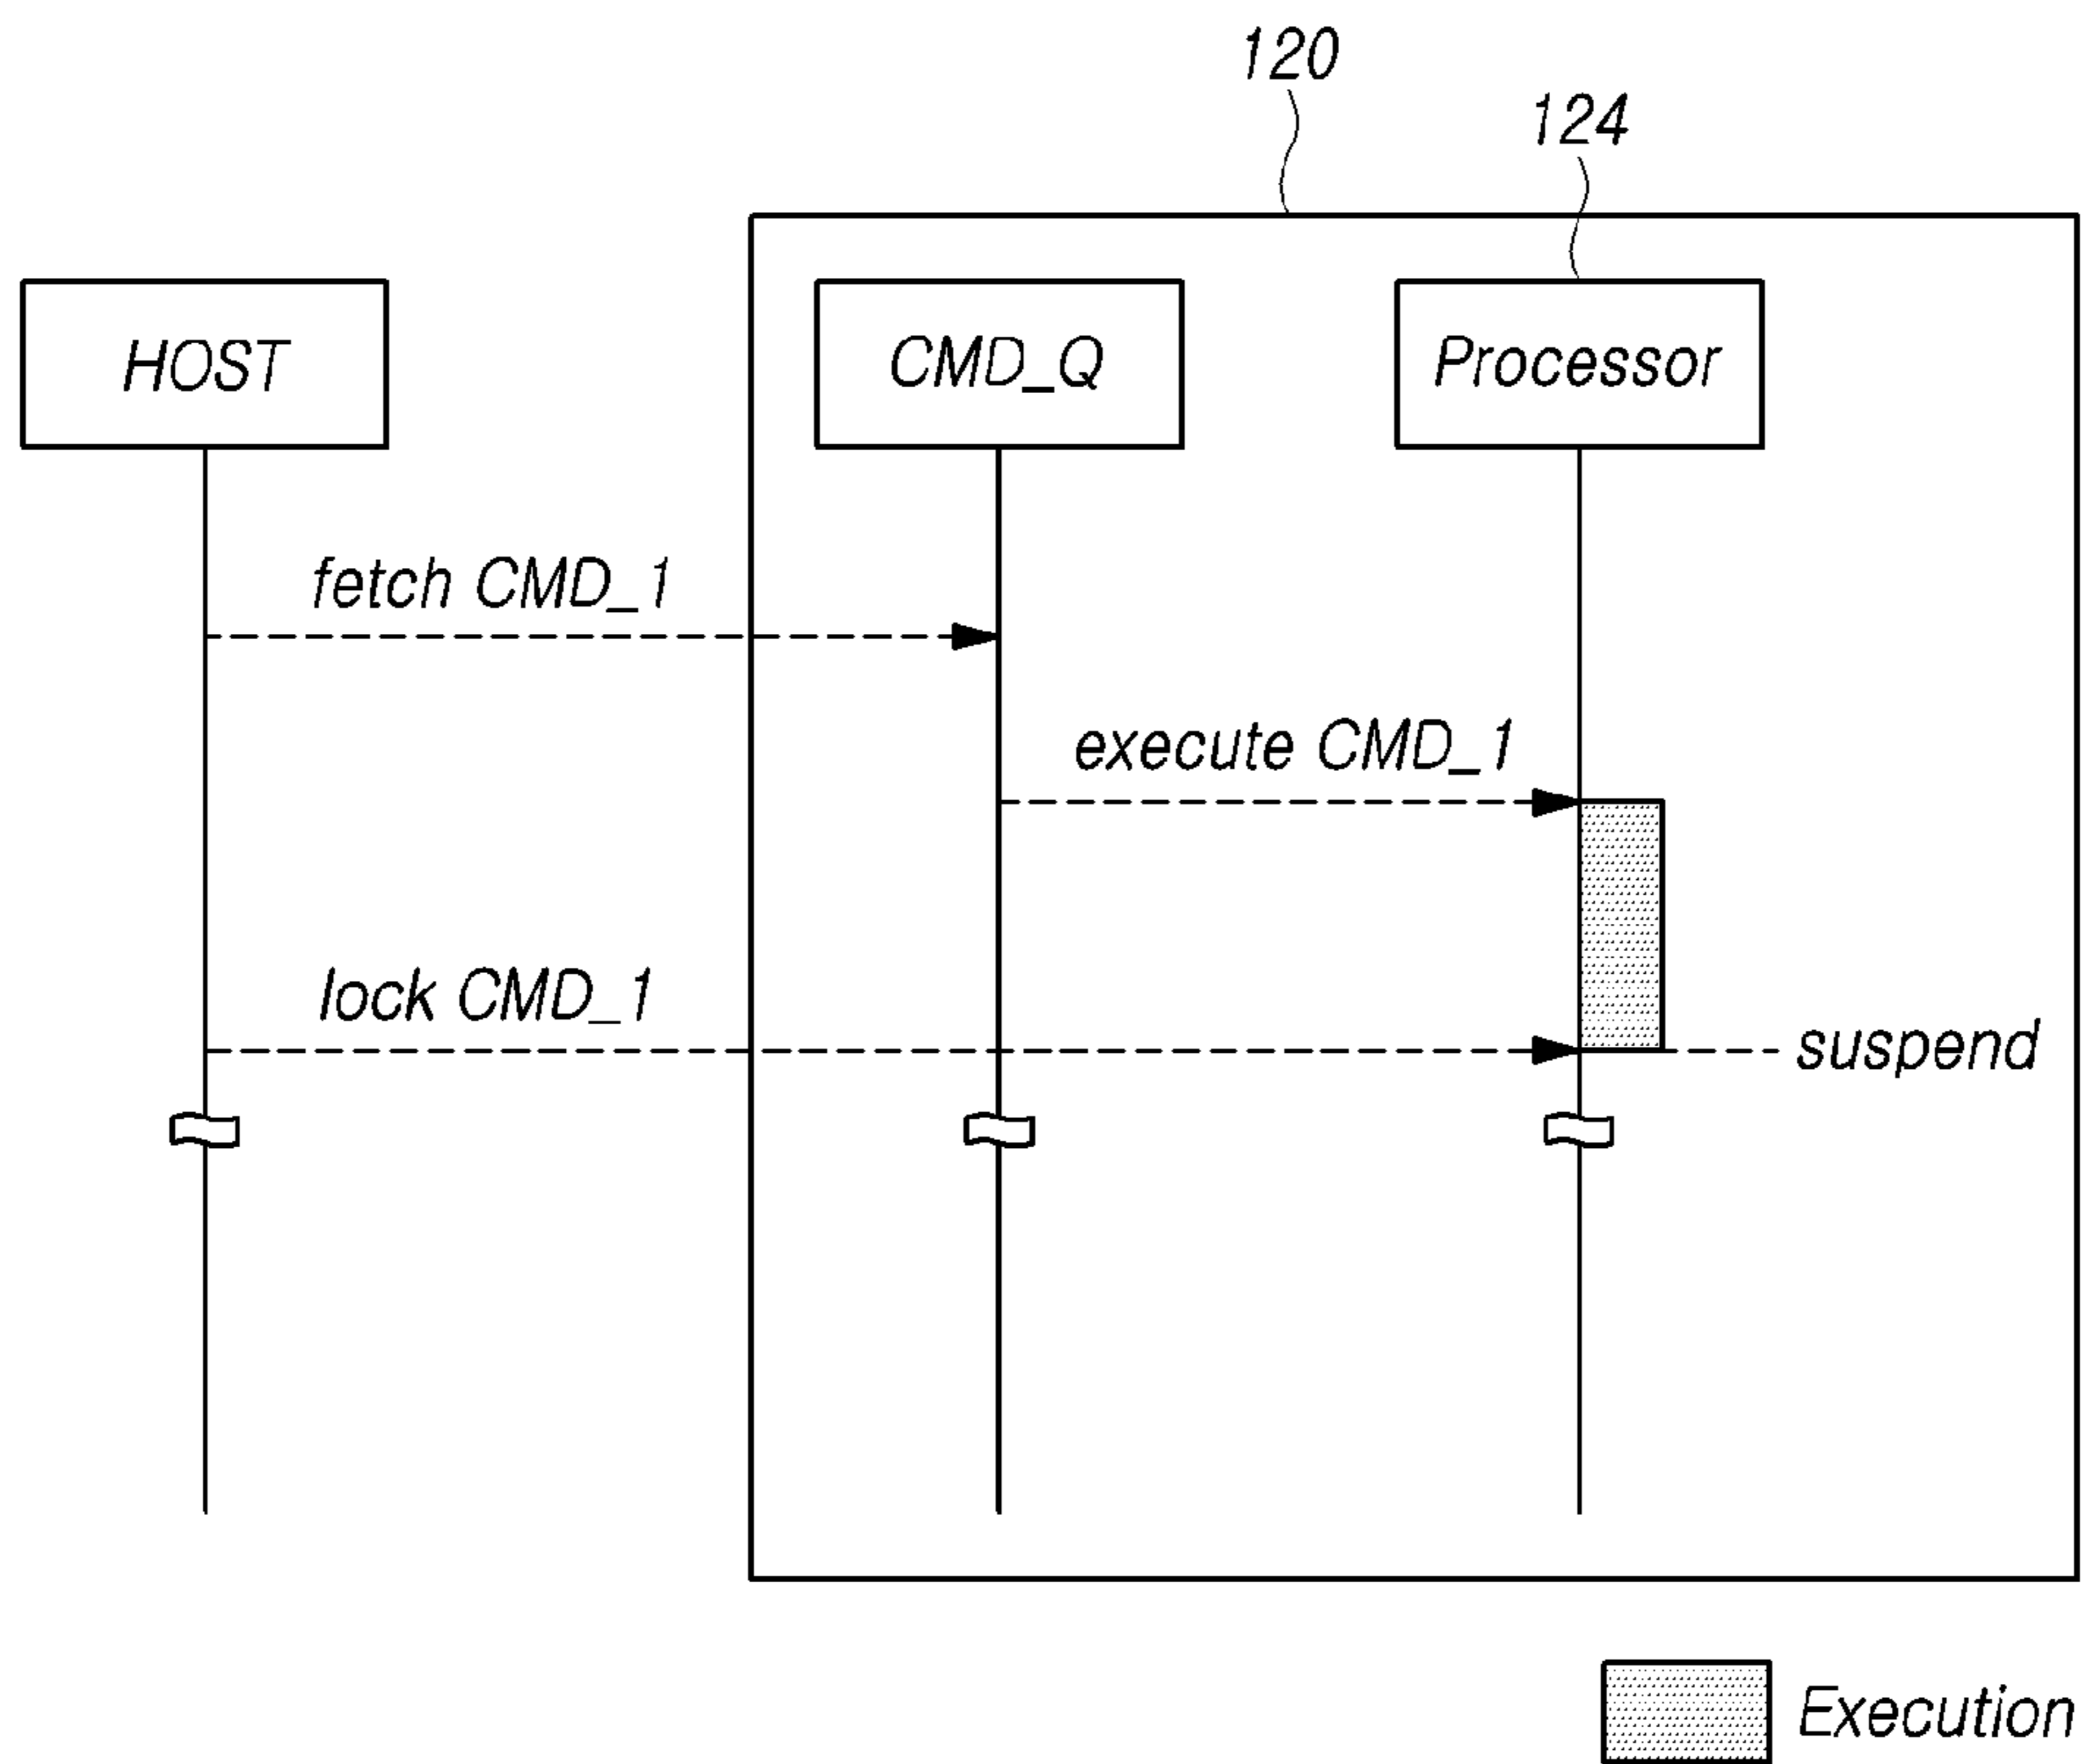 120
124
HOST
CMD_Q
Processor
fetch CMD_1
execute CMD_1
lock CMD_1
suspend
Execution